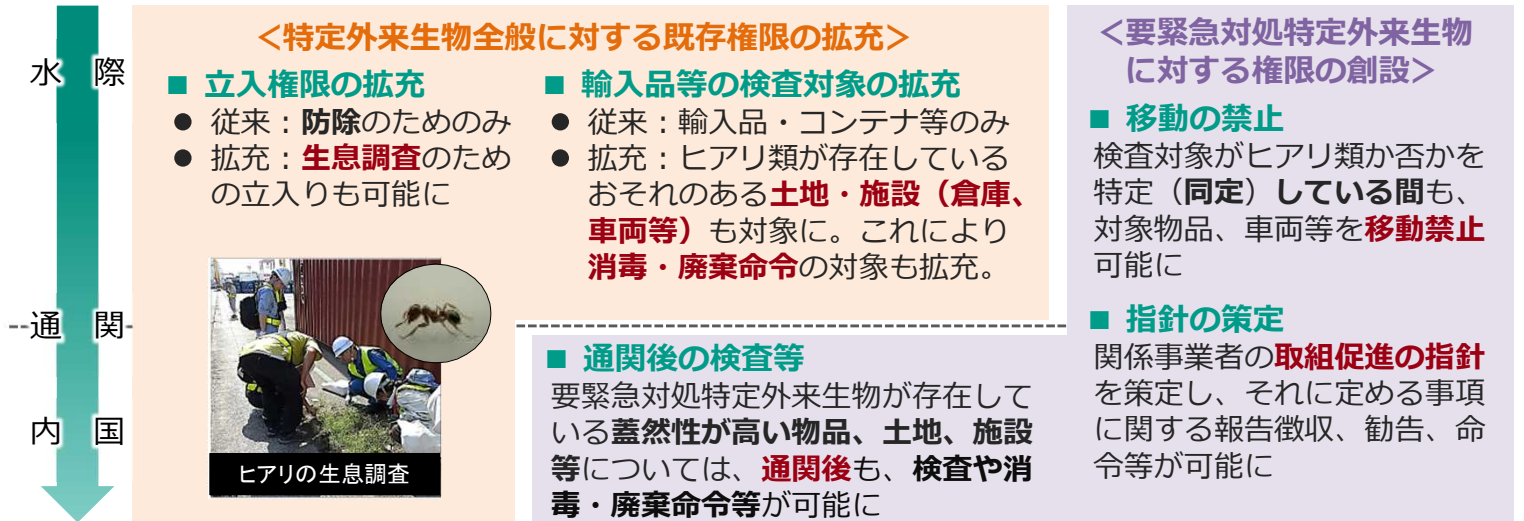 水 際
通 関
内 国
<特定外来生物全般に対する既存権限の拡充>
■ 立入権限の拡充
● 従来：防除のためのみ
● 拡充：生息調査のため
の立入りも可能に
ヒアリの生息調査
■ 輸入品等の検査対象の拡充
● 従来：輸入品・コンテナ等のみ
● 拡充：ヒアリ類が存在している
おそれのある土地・施設（倉庫、
車両等）も対象に。これにより
消毒・廃棄命令の対象も拡充。
■ 通関後の検査等
要緊急対処特定外来生物が存在して
いる蓋然性が高い物品、土地、施設
等については、通関後も、検査や消
毒・廃棄命令等が可能に
<要緊急対処特定外来生物
に対する権限の創設>
■ 移動の禁止
検査対象がヒアリ類か否かを
特定（同定）している間も、
対象物品、車両等を移動禁止
可能に
■ 指針の策定
関係事業者の取組促進の指針
を策定し、それに定める事項
に関する報告徴収、勧告、命
令等が可能に